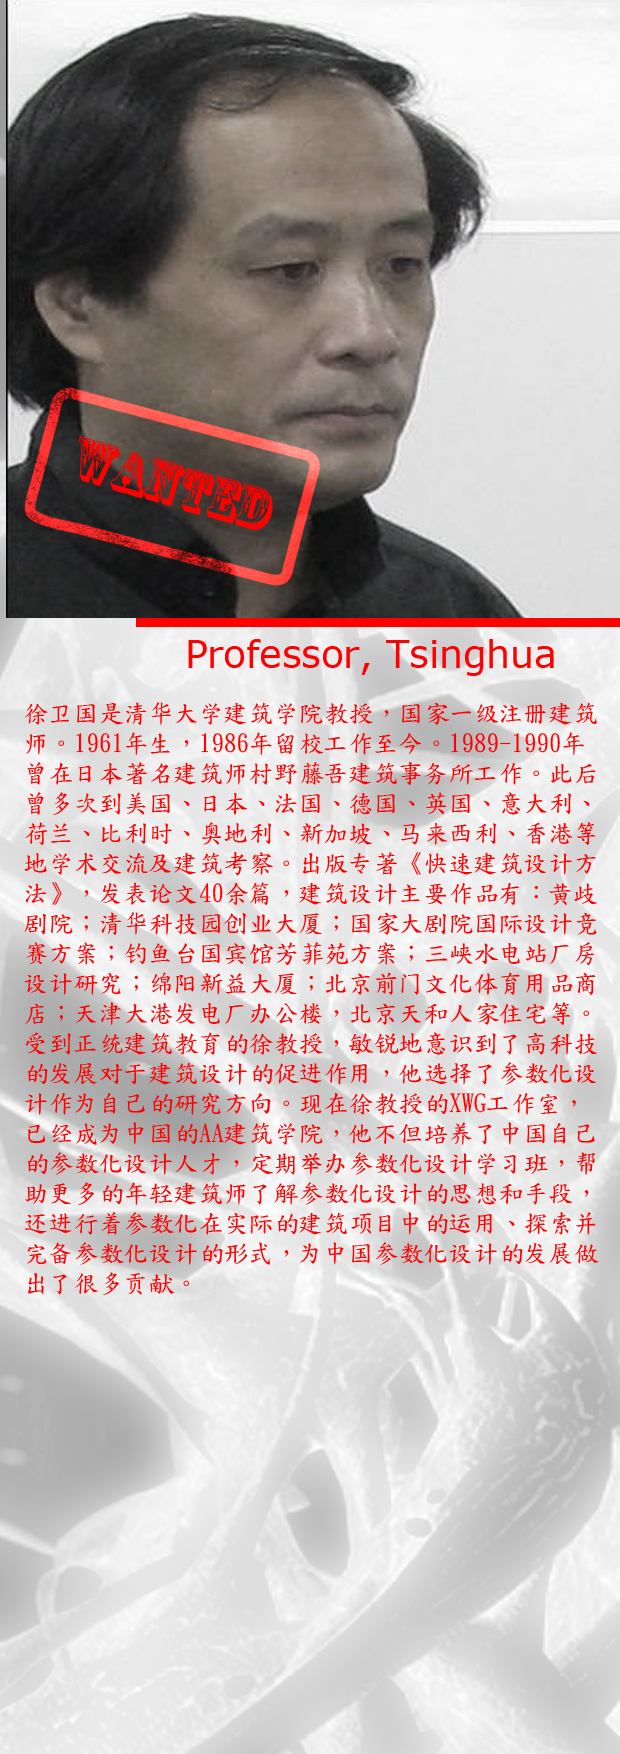 WANTED
Professor, Tsinghua
徐卫国是清华大学建筑学院教授，国家一级注册建筑
师。1961年生，1986年留校工作至今。1989-1990年
曾在日本著名建筑师村野藤吾建筑事务所工作。此后
曾多次到美国、日本、法国、德国、英国、意大利、
荷兰、比利时、奥地利、新加坡、马来西利、香港等
地学术交流及建筑考察。出版专著《快速建筑设计方
法》，发表论文40余篇，建筑设计主要作品有：黄歧
剧院；清华科技园创业大厦；国家大剧院国际设计竞
赛方案；钓鱼台国宾馆芳菲苑方案；三峡水电站厂房
设计研究；绵阳新益大厦；北京前门文化体育用品商
店；天津大港发电厂办公楼，北京天和人家住宅等。
受到正统建筑教育的徐教授，敏锐地意识到了高科技
的发展对于建筑设计的促进作用，他选择了参数化设
计作为自己的研究方向。现在徐教授的XWG工作室，
已经成为中国的AA建筑学院，他不但培养了中国自己
的参数化设计人才，定期举办参数化设计学习班，帮
助更多的年轻建筑师了解参数化设计的思想和手段，
还进行着参数化在实际的建筑项目中的运用、探索并
完备参数化设计的形式，为中国参数化设计的发展做
出了很多贡献。